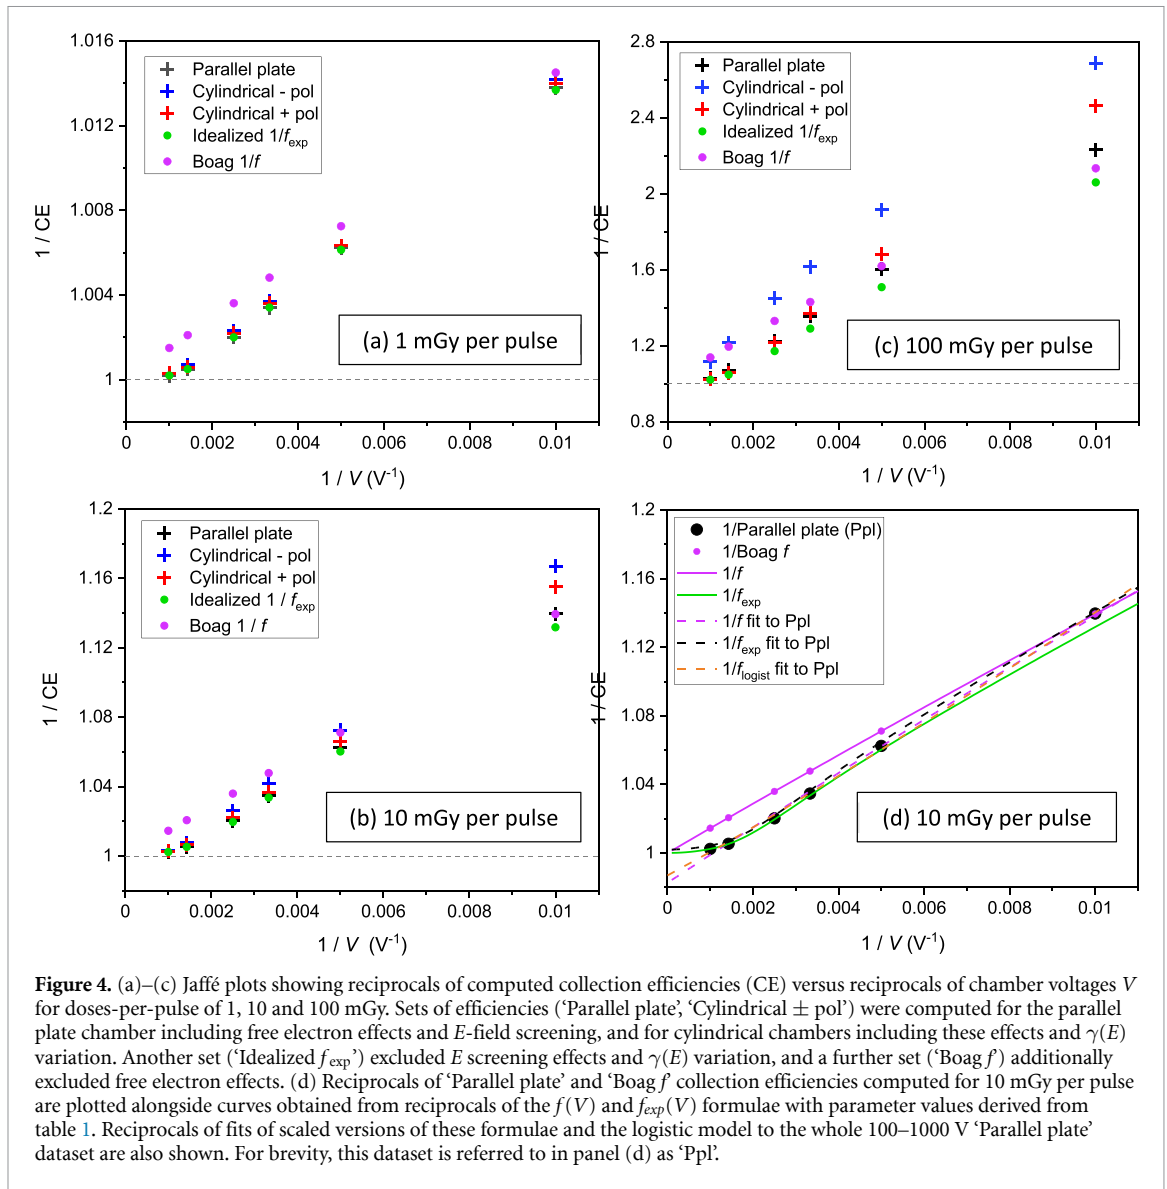 1.016
1.012
1.008
1.004
1
1 / CE
Parallel plate
Cylindrical - pol
Cylindrical + pol
Idealized 1/fexp
Boag 1/f
(a) 1 mGy per pulse
0 0.002 0.004 0.006 0.008 0.01
1 / V (V-1)
2.8
2.4
2
1.6
1.2
0.8
1 / CE
Parallel plate
Cylindrical - pol
Cylindrical + pol
Idealized 1/fexp
Boag 1/f
(c) 100 mGy per pulse
0 0.002 0.004 0.006 0.008 0.01
1 / V (V-1)
1.2
1.16
1.12
1.08
1.04
1
1 / CE
Parallel plate
Cylindrical - pol
Cylindrical + pol
Idealized 1 / fexp
Boag 1 / f
(b) 10 mGy per pulse
0 0.002 0.004 0.006 0.008 0.01
1 / V (V-1)
1.2
1.16
1.12
1.08
1.04
1
1 / CE
1/Parallel plate (Ppl)
1/Boag f
1/f
1/fexp
1/f fit to Ppl
1/fexp fit to Ppl
1/flogist fit to Ppl
(d) 10 mGy per pulse
0 0.002 0.004 0.006 0.008 0.01
1 / V (V-1)
Figure 4. (a)–(c) Jaffé plots showing reciprocals of computed collection efficiencies (CE) versus reciprocals of chamber voltages V
for doses-per-pulse of 1, 10 and 100 mGy. Sets of efficiencies (‘Parallel plate’, ‘Cylindrical ± pol’) were computed for the parallel
plate chamber including free electron effects and E-field screening, and for cylindrical chambers including these effects and γ(E)
variation. Another set (‘Idealized fexp’) excluded E screening effects and γ(E) variation, and a further set (‘Boag f’) additionally
excluded free electron effects. (d) Reciprocals of ‘Parallel plate’ and ‘Boag f’ collection efficiencies computed for 10 mGy per pulse
are plotted alongside curves obtained from reciprocals of the f(V) and fexp(V) formulae with parameter values derived from
table 1. Reciprocals of fits of scaled versions of these formulae and the logistic model to the whole 100–1000 V ‘Parallel plate’
dataset are also shown. For brevity, this dataset is referred to in panel (d) as ‘Ppl’.